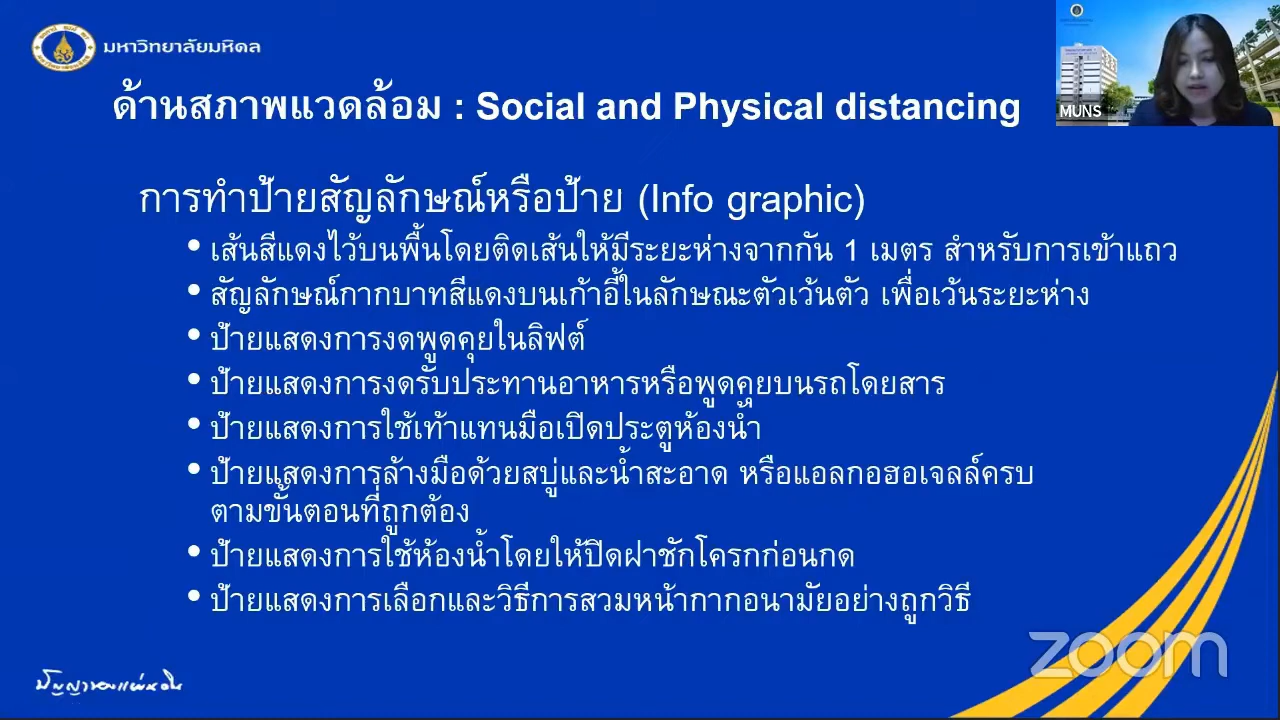 มหาวิทยาลัยมหิดล
MUNS
ด้านสภาพแวดล้อม : Social and Physical distancing
การทำป้ายสัญลักษณ์หรือป้าย (Info graphic)
• เส้นสีแดงไว้บนพื้นโดยติดเส้นให้มีระยะห่างจากกัน 1 เมตร สำหรับการเข้าแถว
• สัญลักษณ์กากบาทสีแดงบนเก้าอี้ในลักษณะตัวเว้นตัว เพื่อเว้นระยะห่าง
• ป้ายแสดงการงดพูดคุยในลิฟต์
• ป้ายแสดงการงดรับประทานอาหารหรือพูดคุยบนรถโดยสาร
• ป้ายแสดงการใช้เท้าแทนมือเปิดประตูห้องน้ำ
• ป้ายแสดงการล้างมือด้วยสบู่และน้ำสะอาด หรือแอลกอฮอเจลล์ครบ
ตามขั้นตอนที่ถูกต้อง
• ป้ายแสดงการใช้ห้องน้ำโดยให้ปิดฝาชักโครกก่อนกด
• ป้ายแสดงการเลือกและวิธีการสวมหน้ากากอนามัยอย่างถูกวิธี
zoom
ปัญญาของแผ่นดิน